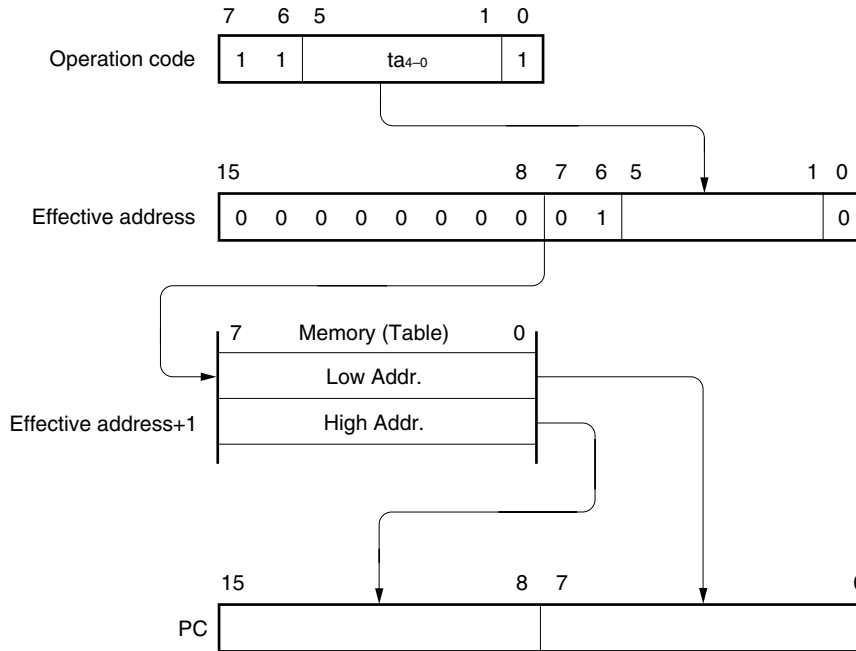 7 6 5 1 0
Operation code 1 1 ta4–0 1
15 8 7 6 5 1 0
Effective address 0 0 0 0 0 0 0 0 0 1 0
7 Memory (Table) 0
Low Addr.
Effective address+1 High Addr.
15 8 7 0
PC